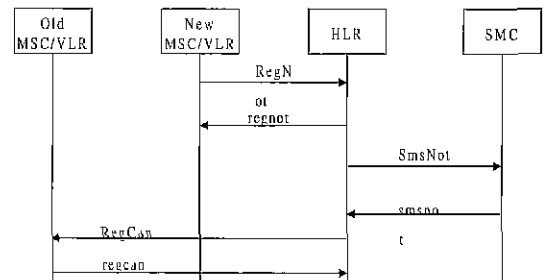 Old
MSC/VLR
New
MSC/VLR
HLR
SMC
RegN
ot
regnot
SmsNot
smsno
t
RegCan
regcan